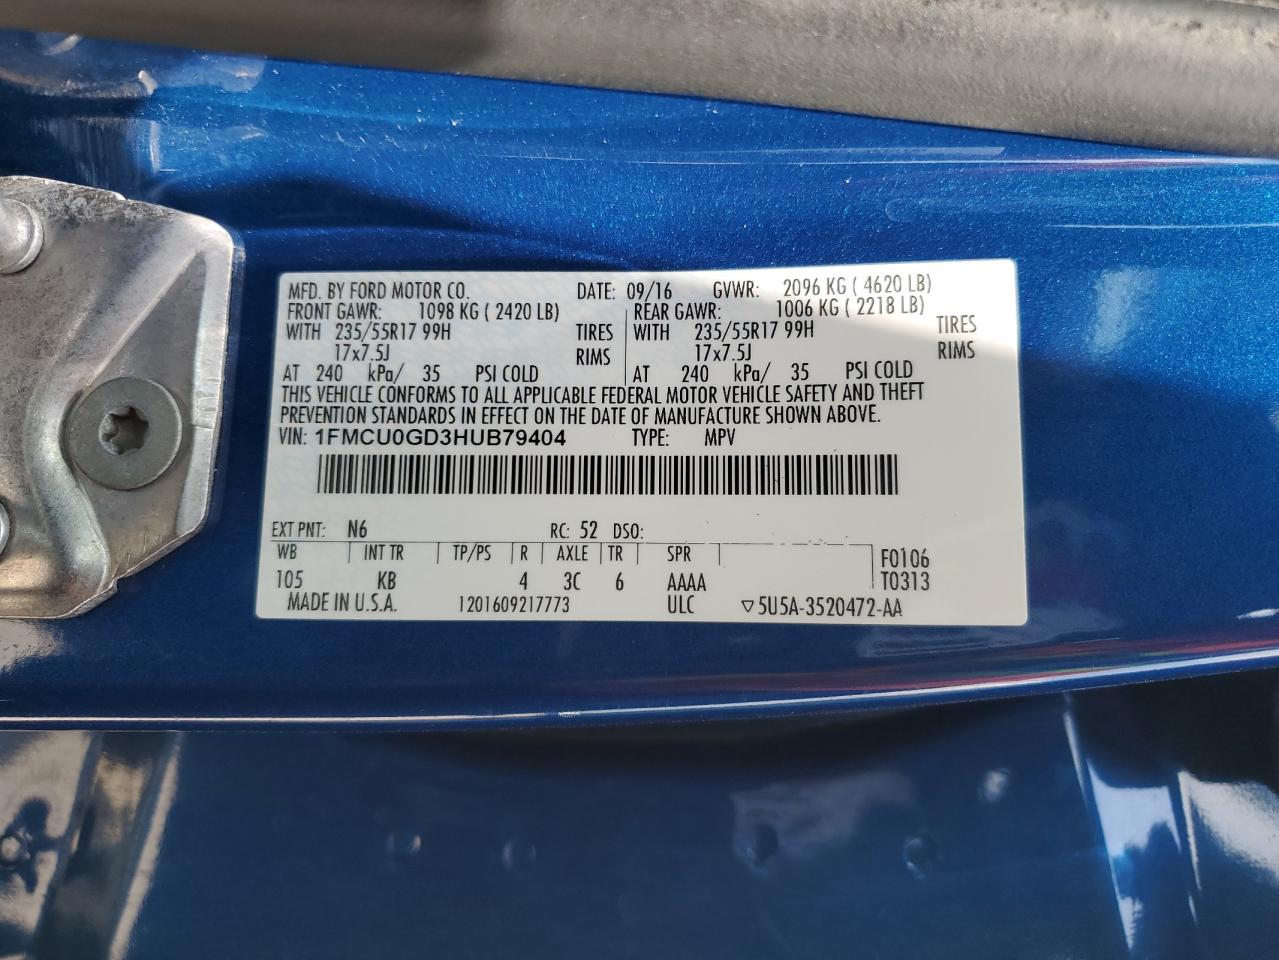 MFD. BY FORD MOTOR CO. DATE: 09/16 GVWR: 2096 KG ( 4620 LB)
FRONT GAWR: 1098 KG ( 2420 LB) REAR GAWR: 1006 KG ( 2218 LB)
WITH 235/55R17 99H TIRES WITH 235/55R17 99H TIRES
17x7.5J RIMS 17x7.5J RIMS
AT 240 kPa/ 35 PSI COLD AT 240 kPa/ 35 PSI COLD
THIS VEHICLE CONFORMS TO ALL APPLICABLE FEDERAL MOTOR VEHICLE SAFETY AND THEFT
PREVENTION STANDARDS IN EFFECT ON THE DATE OF MANUFACTURE SHOWN ABOVE.
VIN: 1FMCU0GD3HUB79404 TYPE: MPV
EXT PNT: N6 RC: 52 DSO:
WB INT TR TP/PS R AXLE TR SPR F0106
105 KB 4 3C 6 AAAA T0313
MADE IN U.S.A. 1201609217773 ULC ▽5U5A-3520472-AA